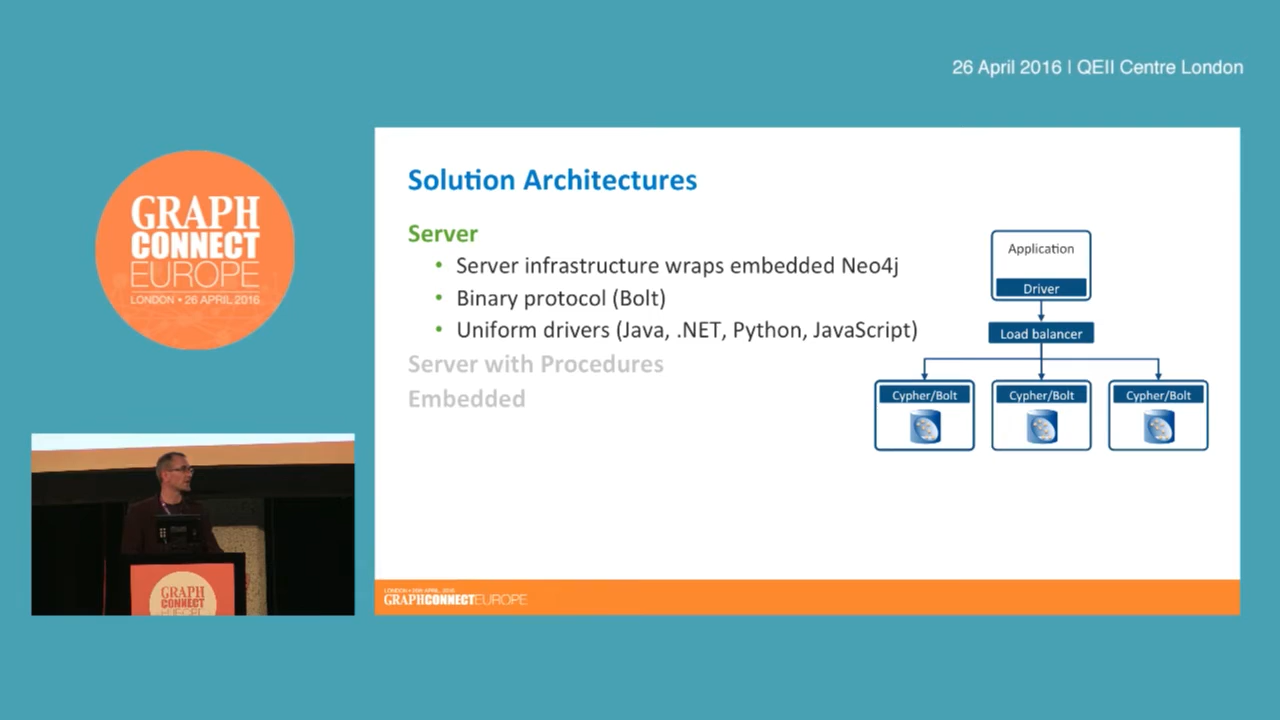 26 April 2016 | QEII Centre London
GRAPH
CONNECT
EUROPE
LONDON • 26 APRIL 2016
Solution Architectures
Server
• Server infrastructure wraps embedded Neo4j
• Binary protocol (Bolt)
• Uniform drivers (Java, .NET, Python, JavaScript)
Server with Procedures
Embedded
Application
Driver
Load balancer
Cypher/Bolt
Cypher/Bolt
Cypher/Bolt
GRAPH
CONNECT
GRAPHCONNECTEUROPE